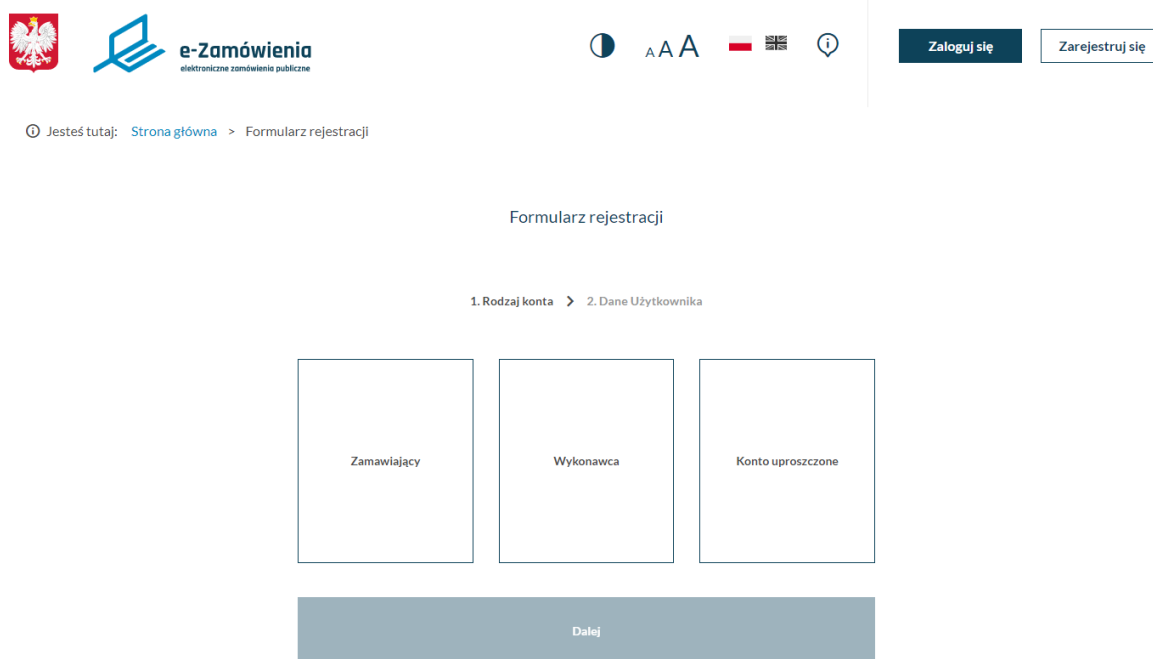 e-Zamówienia
elektroniczne zamówienia publiczne
A A A
Zaloguj się
Zarejestruj się
Jesteś tutaj: Strona główna > Formularz rejestracji
Formularz rejestracji
1. Rodzaj konta > 2. Dane Użytkownika
Zamawiający
Wykonawca
Konto uproszczone
Dalej